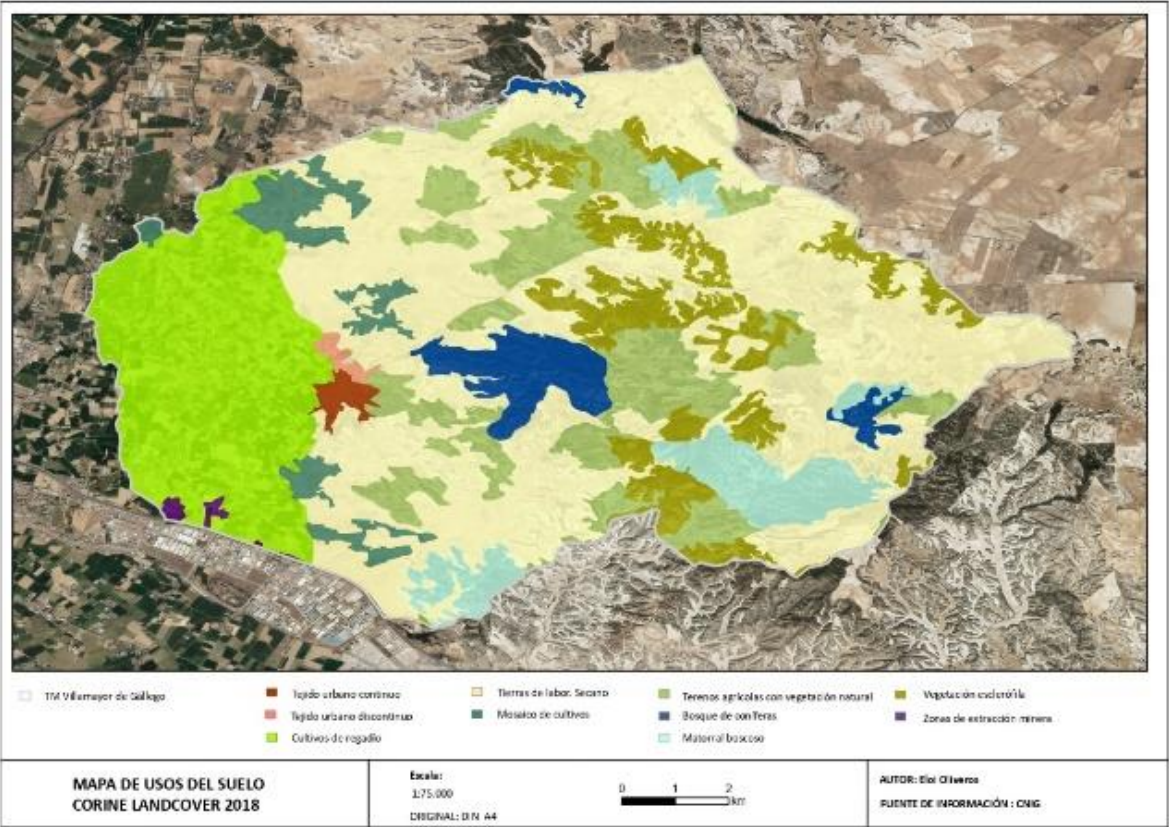 TM Villamayor de Gállego
Tejido urbano continuo
Tejido urbano discontinuo
Cultivos de regadío
Tierras de labor. Secano
Mosaico de cultivos
Terrenos agrícolas con vegetación natural
Bosque de coníferas
Matorral boscoso
Vegetación esclerófila
Zonas de extracción minera
MAPA DE USOS DEL SUELO
CORINE LANDCOVER 2018
Escala:
1:75.000
ORIGINAL: DIN A4
0 1 2
km
AUTOR: Eloi Oliveros
FUENTE DE INFORMACIÓN : CNIG